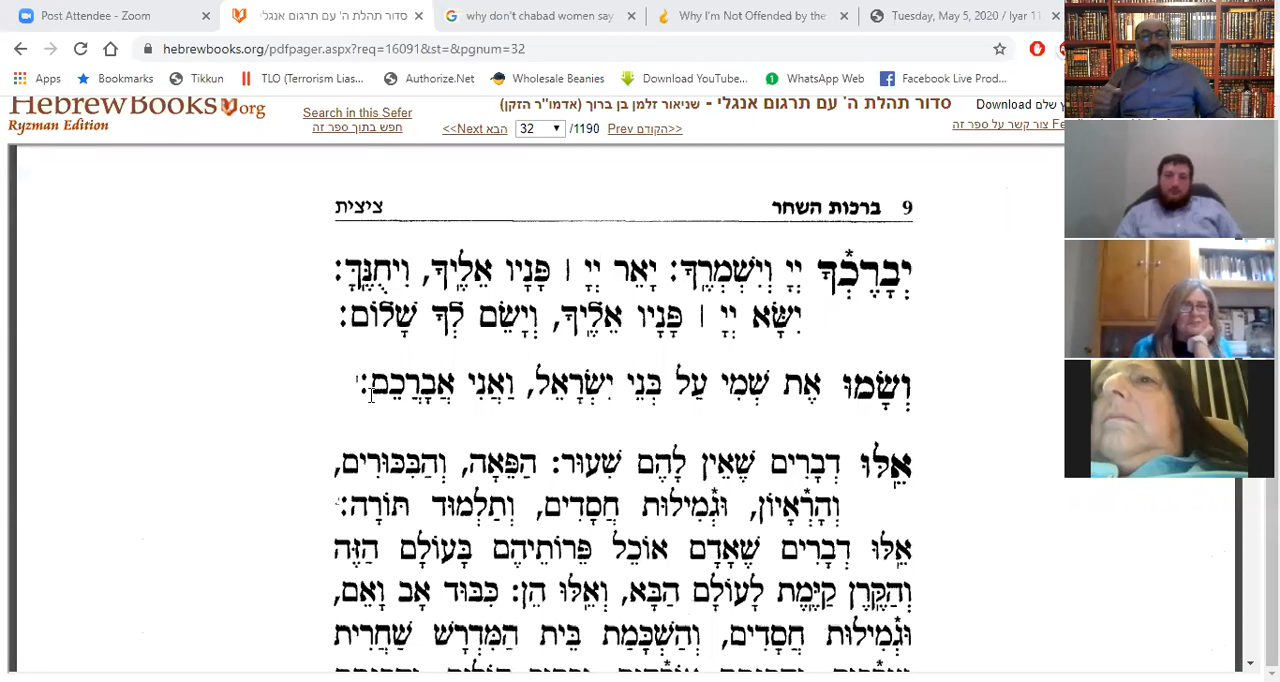 Post Attendee - Zoom
סדור תהלת ה' עם תרגום אנגלי
why don't chabad women say
Why I'm Not Offended by the
Tuesday, May 5, 2020 / Iyar 11
hebrewbooks.org/pdfpager.aspx?req=16091&st=&pgnum=32
Apps
Bookmarks
Tikkun
TLO (Terrorism Lias...
Authorize.Net
Wholesale Beanies
Download YouTube...
WhatsApp Web
Facebook Live Prod...
HebrewBooks.org
Ryzman Edition
Search in this Sefer
חפש בתוך ספר זה
סדור תהלת ה' עם תרגום אנגלי - שניאור זלמן בן ברוך (אדמו"ר הזקן)
<<Next הבא 32 /1190 Prev הקודם>>
Download
צור קשר על ספר זה
9 ברכות השחר
ציצית
יְבָרֶכְךָ יְיָ וְיִשְׁמְרֶךָ: יָאֵר יְיָ | פָּנָיו אֵלֶיךָ, וִיחֻנֶּךָּ:
יִשָּׂא יְיָ | פָּנָיו אֵלֶיךָ, וְיָשֵׂם לְךָ שָׁלוֹם:
וְשָׂמוּ אֶת שְׁמִי עַל בְּנֵי יִשְׂרָאֵל, וַאֲנִי אֲבָרְכֵם:
אֵלּוּ דְבָרִים שֶׁאֵין לָהֶם שִׁעוּר: הַפֵּאָה, וְהַבִּכּוּרִים,
וְהָרְאָיוֹן, וּגְמִילוּת חֲסָדִים, וְתַלְמוּד תּוֹרָה:
אֵלּוּ דְבָרִים שֶׁאָדָם אוֹכֵל פֵּרוֹתֵיהֶם בָּעוֹלָם הַזֶּה
וְהַקֶּרֶן קַיֶּמֶת לָעוֹלָם הַבָּא, וְאֵלּוּ הֵן: כִּבּוּד אָב וָאֵם,
וּגְמִילוּת חֲסָדִים, וְהַשְׁכָּמַת בֵּית הַמִּדְרָשׁ שַׁחֲרִית